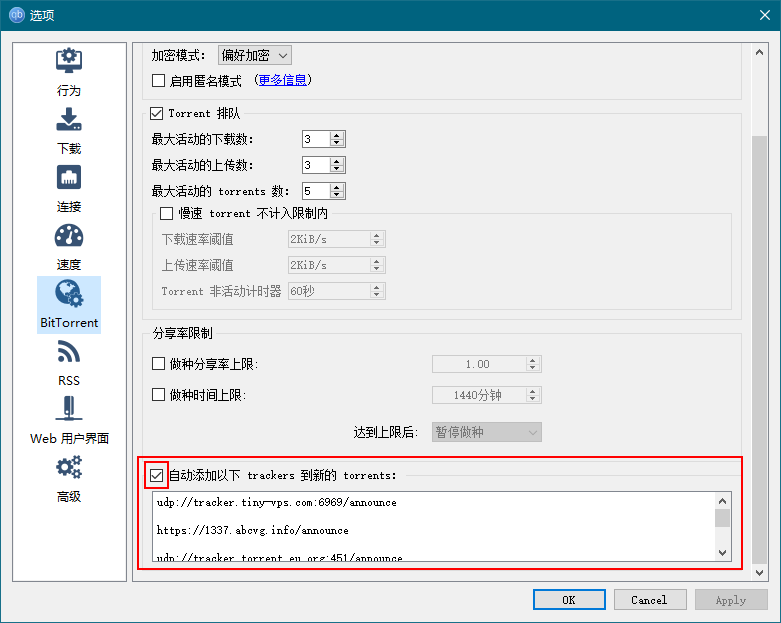 qb 选项
行为
下载
连接
速度
BitTorrent
RSS
Web 用户界面
高级
加密模式： 偏好加密
启用匿名模式 （更多信息）
Torrent 排队
最大活动的下载数： 3
最大活动的上传数： 3
最大活动的 torrents 数： 5
慢速 torrent 不计入限制内
下载速率阈值 2KiB/s
上传速率阈值 2KiB/s
Torrent 非活动计时器 60秒
分享率限制
做种分享率上限: 1.00
做种时间上限: 1440分钟
达到上限后: 暂停做种
自动添加以下 trackers 到新的 torrents:
udp://tracker.tiny-vps.com:6969/announce
https://1337.abcvg.info/announce
udp://tracker.torrent.eu.org:451/announce
OK Cancel Apply